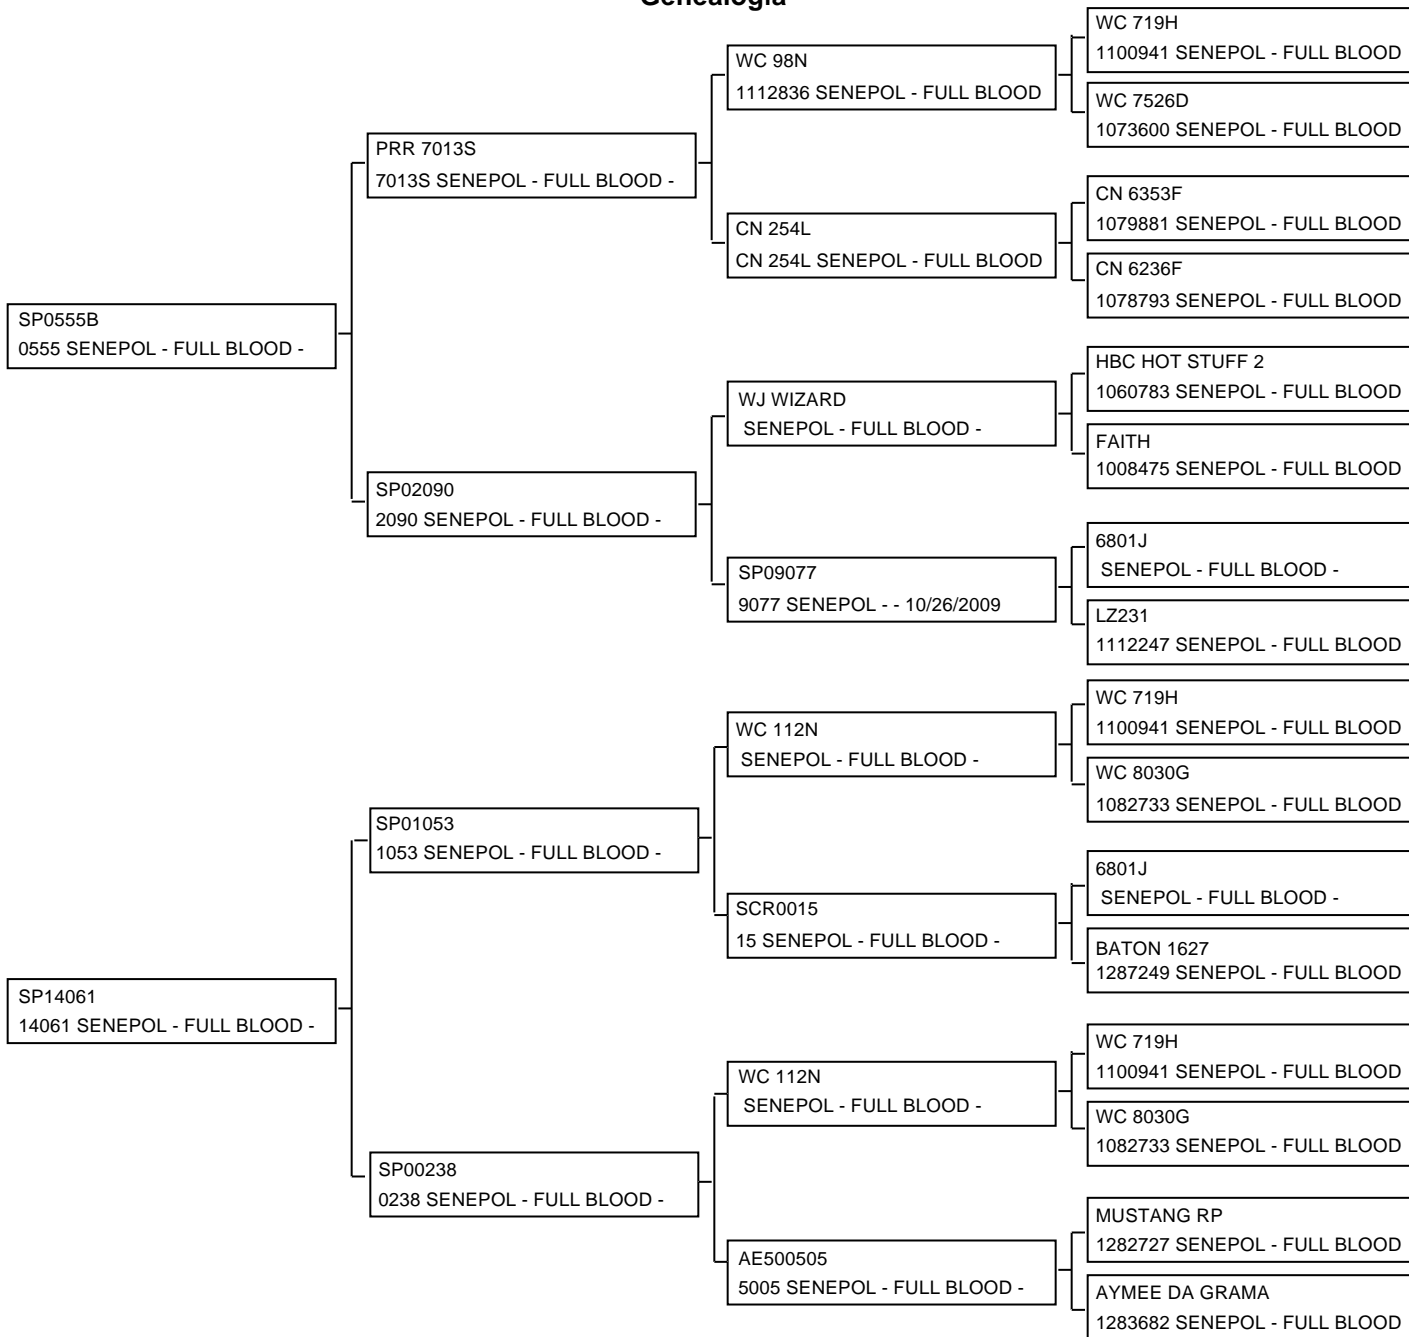 Genealogia
WC 719H
1100941 SENEPOL - FULL BLOOD
WC 98N
1112836 SENEPOL - FULL BLOOD
WC 7526D
1073600 SENEPOL - FULL BLOOD
PRR 7013S
7013S SENEPOL - FULL BLOOD -
CN 6353F
1079881 SENEPOL - FULL BLOOD
CN 254L
CN 254L SENEPOL - FULL BLOOD
CN 6236F
1078793 SENEPOL - FULL BLOOD
SP0555B
0555 SENEPOL - FULL BLOOD -
HBC HOT STUFF 2
1060783 SENEPOL - FULL BLOOD
WJ WIZARD
SENEPOL - FULL BLOOD -
FAITH
1008475 SENEPOL - FULL BLOOD
SP02090
2090 SENEPOL - FULL BLOOD -
6801J
SENEPOL - FULL BLOOD -
SP09077
9077 SENEPOL - - 10/26/2009
LZ231
1112247 SENEPOL - FULL BLOOD
WC 719H
1100941 SENEPOL - FULL BLOOD
WC 112N
SENEPOL - FULL BLOOD -
WC 8030G
1082733 SENEPOL - FULL BLOOD
SP01053
1053 SENEPOL - FULL BLOOD -
6801J
SENEPOL - FULL BLOOD -
SCR0015
15 SENEPOL - FULL BLOOD -
BATON 1627
1287249 SENEPOL - FULL BLOOD
SP14061
14061 SENEPOL - FULL BLOOD -
WC 719H
1100941 SENEPOL - FULL BLOOD
WC 112N
SENEPOL - FULL BLOOD -
WC 8030G
1082733 SENEPOL - FULL BLOOD
SP00238
0238 SENEPOL - FULL BLOOD -
MUSTANG RP
1282727 SENEPOL - FULL BLOOD
AE500505
5005 SENEPOL - FULL BLOOD -
AYMEE DA GRAMA
1283682 SENEPOL - FULL BLOOD